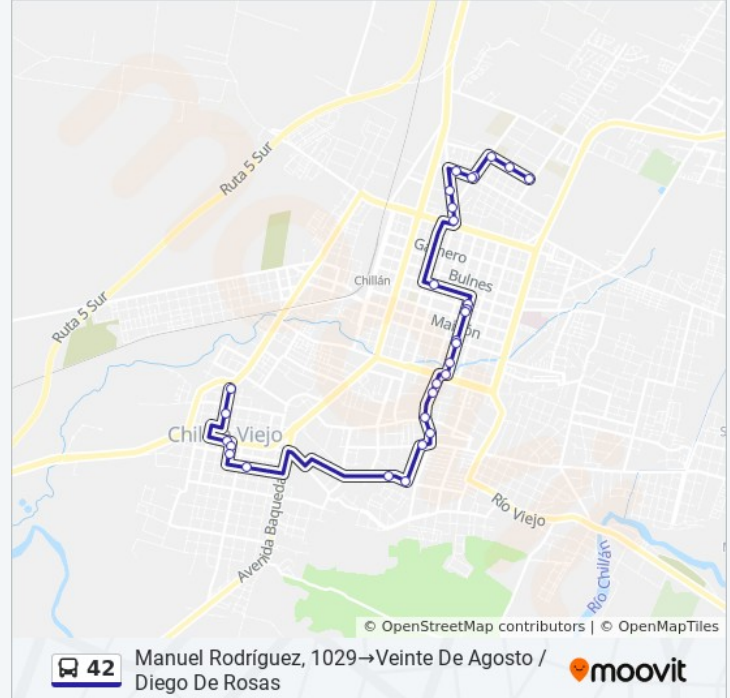 Ruta 5 Sur
Gamero
Chillán
Bulnes
Ruta 5 Sur
Maipón
Chillán Viejo
Avenida Baqueda
Río Viejo
Río Chillán
© OpenStreetMap contributors | © OpenMapTiles
42
Manuel Rodríguez, 1029→Veinte De Agosto /
Diego De Rosas
moovit